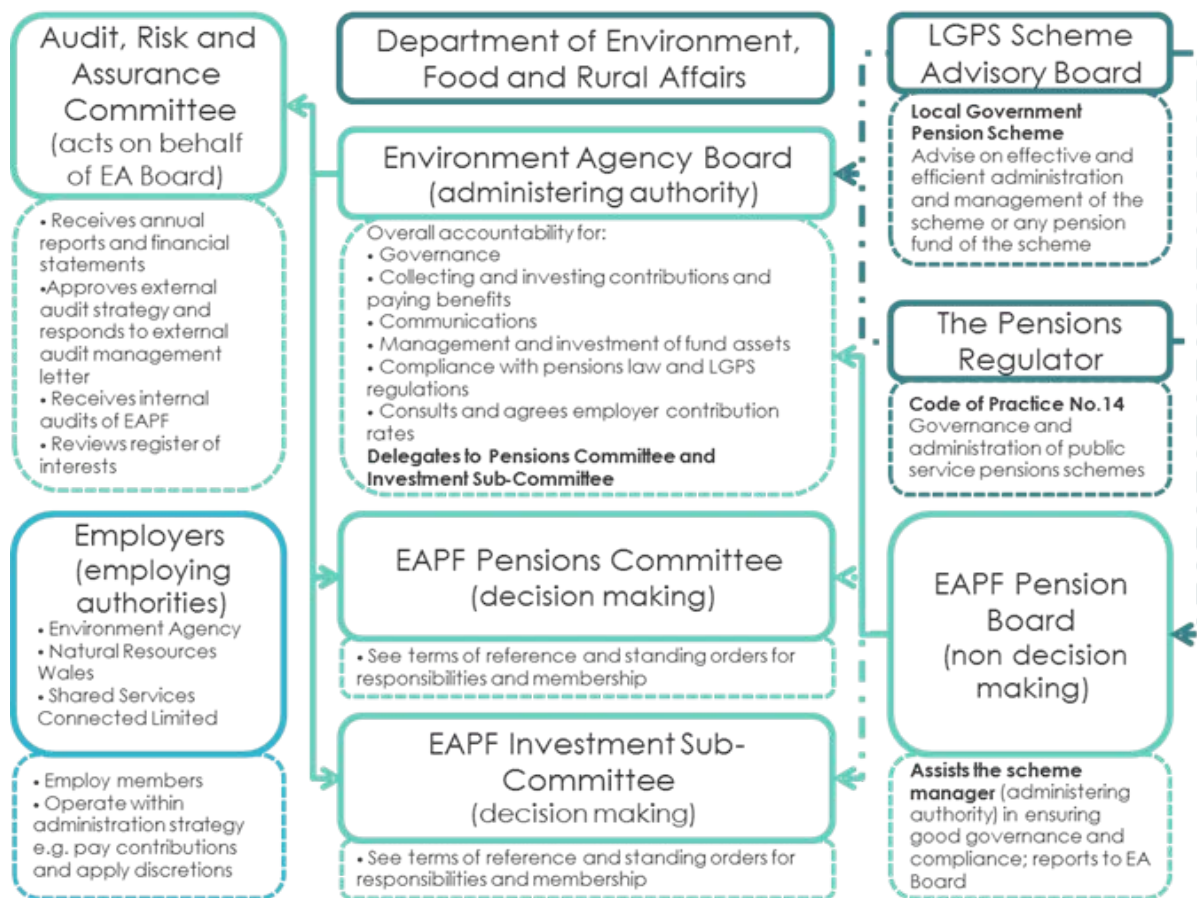 Audit, Risk and
Assurance
Committee
(acts on behalf
of EA Board)
• Receives annual
reports and financial
statements
•Approves external
audit strategy and
responds to external
audit management
letter
• Receives internal
audits of EAPF
• Reviews register of
interests
Employers
(employing
authorities)
• Environment Agency
• Natural Resources
Wales
• Shared Services
Connected Limited
• Employ members
• Operate within
administration strategy
e.g. pay contributions
and apply discretions
Department of Environment,
Food and Rural Affairs
Environment Agency Board
(administering authority)
Overall accountability for:
• Governance
• Collecting and investing contributions and
paying benefits
• Communications
• Management and investment of fund assets
• Compliance with pensions law and LGPS
regulations
• Consults and agrees employer contribution
rates
Delegates to Pensions Committee and
Investment Sub-Committee
EAPF Pensions Committee
(decision making)
• See terms of reference and standing orders for
responsibilities and membership
EAPF Investment Sub-
Committee
(decision making)
• See terms of reference and standing orders for
responsibilities and membership
LGPS Scheme
Advisory Board
Local Government
Pension Scheme
Advise on effective and
efficient administration
and management of the
scheme or any pension
fund of the scheme
The Pensions
Regulator
Code of Practice No.14
Governance and
administration of public
service pensions schemes
EAPF Pension
Board
(non decision
making)
Assists the scheme
manager (administering
authority) in ensuring
good governance and
compliance; reports to EA
Board